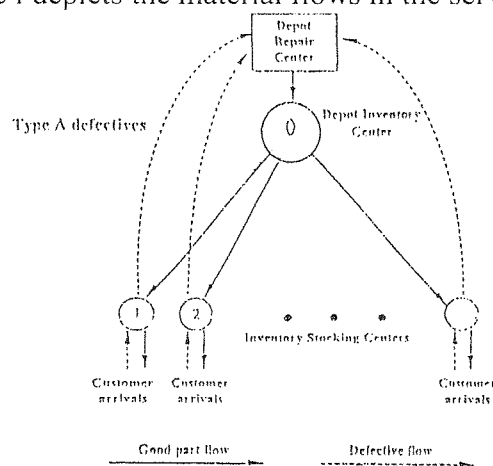 depicts the material flows in the ser
Depot
Repair
Center
Type A defectives
Depot Inventory
Center
0
1
2
Inventory Stocking Centers
Customer
arrivals
Customer
arrivals
Customer
arrivals
Good part flow
Defective flow